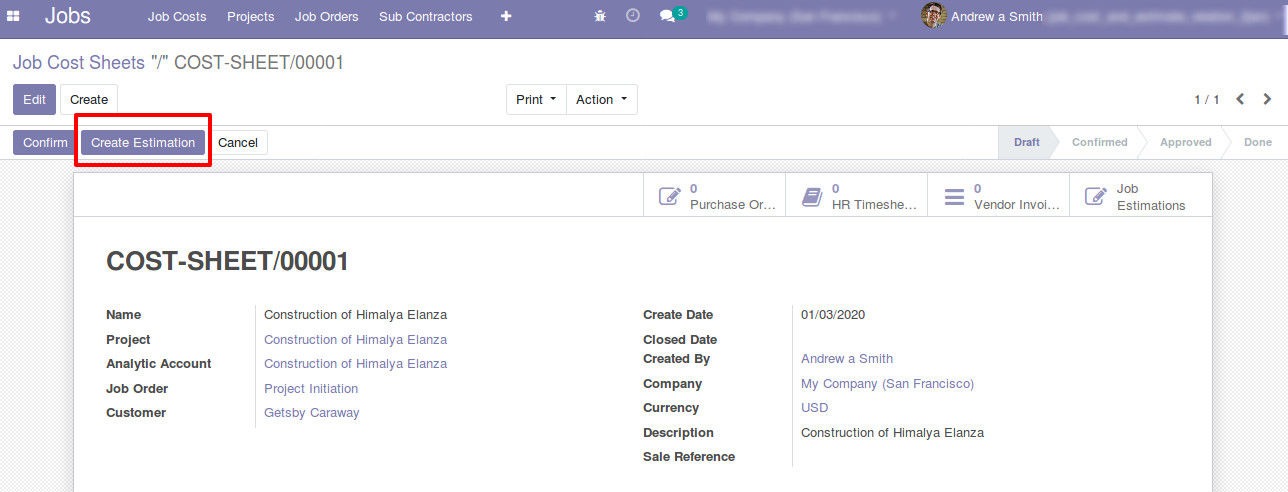 Jobs Job Costs Projects Job Orders Sub Contractors 3 Andrew a Smith
Job Cost Sheets "/" COST-SHEET/00001
Edit Create Print Action 1 / 1
Confirm Create Estimation Cancel Draft Confirmed Approved Done
0 0 0 Job
Purchase Or... HR Timeshe... Vendor Invoi... Estimations
COST-SHEET/00001
Name Construction of Himalya Elanza Create Date 01/03/2020
Project Construction of Himalya Elanza Closed Date
Analytic Account Construction of Himalya Elanza Created By Andrew a Smith
Job Order Project Initiation Company My Company (San Francisco)
Customer Getsby Caraway Currency USD
Description Construction of Himalya Elanza
Sale Reference